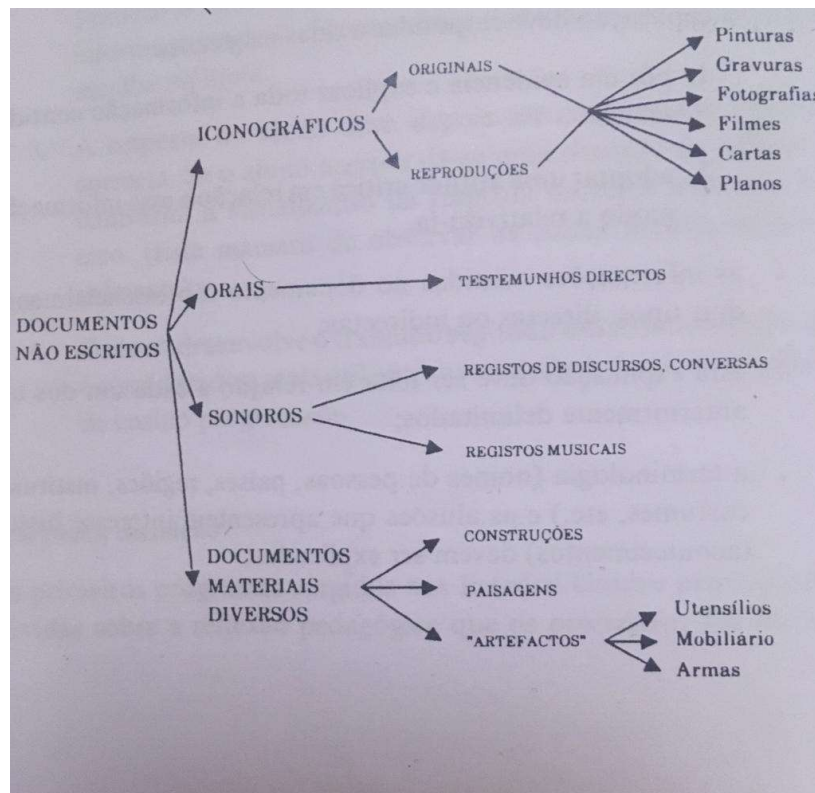 Pinturas
Gravuras
Fotografias
Filmes
Cartas
Planos
ORIGINAIS
ICONOGRÁFICOS
REPRODUÇÕES
ORAIS
TESTEMUNHOS DIRECTOS
DOCUMENTOS
NÃO ESCRITOS
REGISTOS DE DISCURSOS, CONVERSAS
SONOROS
REGISTOS MUSICAIS
DOCUMENTOS
MATERIAIS
DIVERSOS
CONSTRUÇÕES
PAISAGENS
"ARTEFACTOS"
Utensílios
Mobiliário
Armas